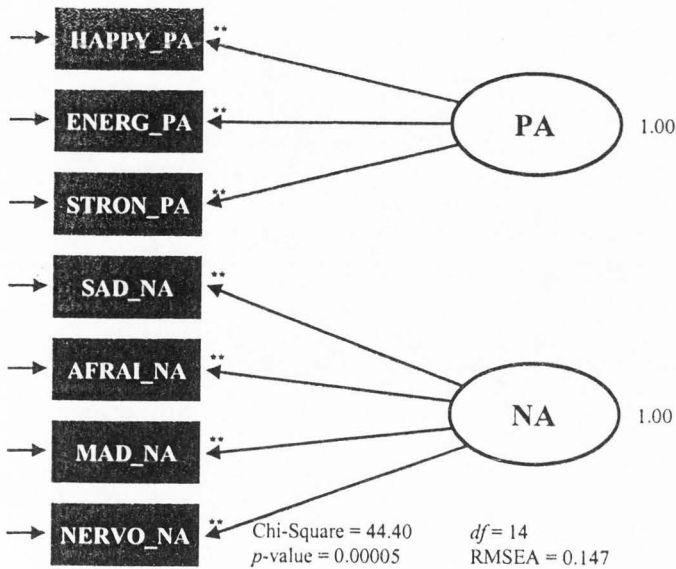 HAPPY_PA
**
ENERG_PA
**
PA
1.00
STRON_PA
**
SAD_NA
**
AFRAI_NA
**
NA
1.00
MAD_NA
**
NERVO_NA
**
Chi-Square = 44.40 df = 14
p-value = 0.00005 RMSEA = 0.147